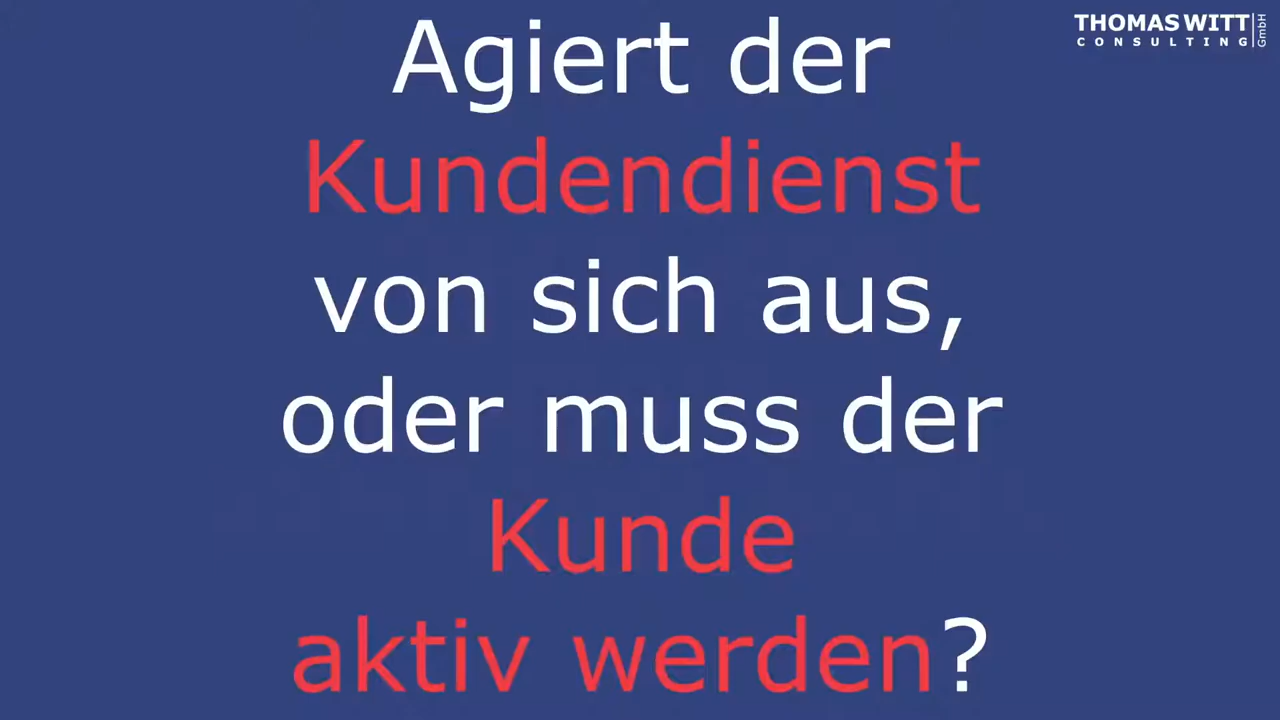 Agiert der
Kundendienst
von sich aus,
oder muss der
Kunde
aktiv werden?
THOMAS WITT
CONSULTING
GmbH